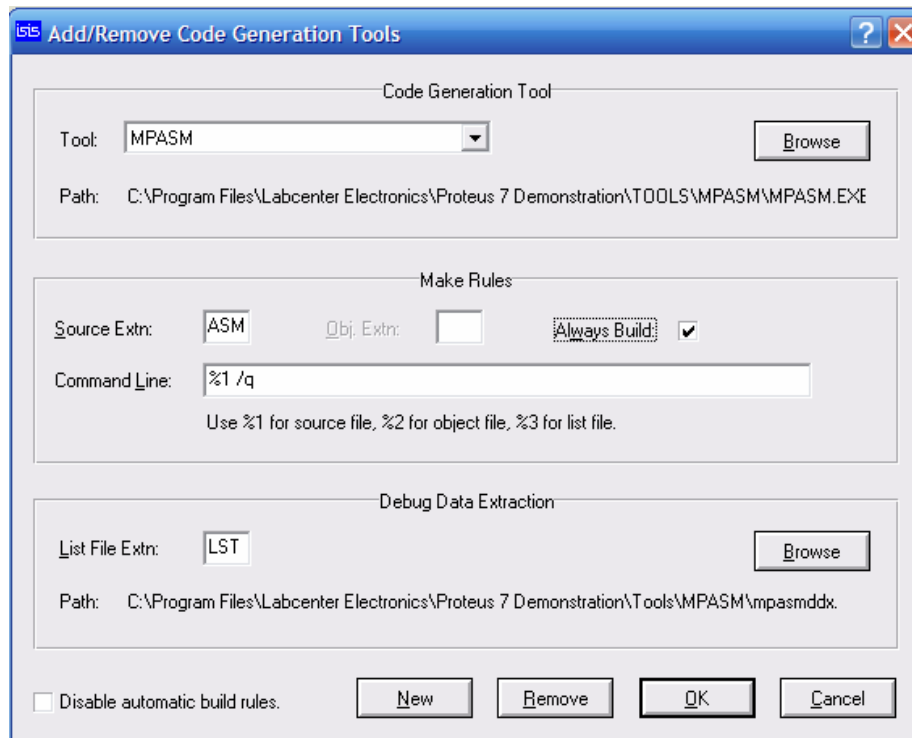 isis Add/Remove Code Generation Tools
Code Generation Tool
Tool: MPASM Browse
Path: C:\Program Files\Labcenter Electronics\Proteus 7 Demonstration\TOOLS\MPASM\MPASM.EXE
Make Rules
Source Extn: ASM Obj. Extn: Always Build:
Command Line: %1 /q
Use %1 for source file, %2 for object file, %3 for list file.
Debug Data Extraction
List File Extn: LST Browse
Path: C:\Program Files\Labcenter Electronics\Proteus 7 Demonstration\Tools\MPASM\mpasmddx.
Disable automatic build rules. New Remove OK Cancel